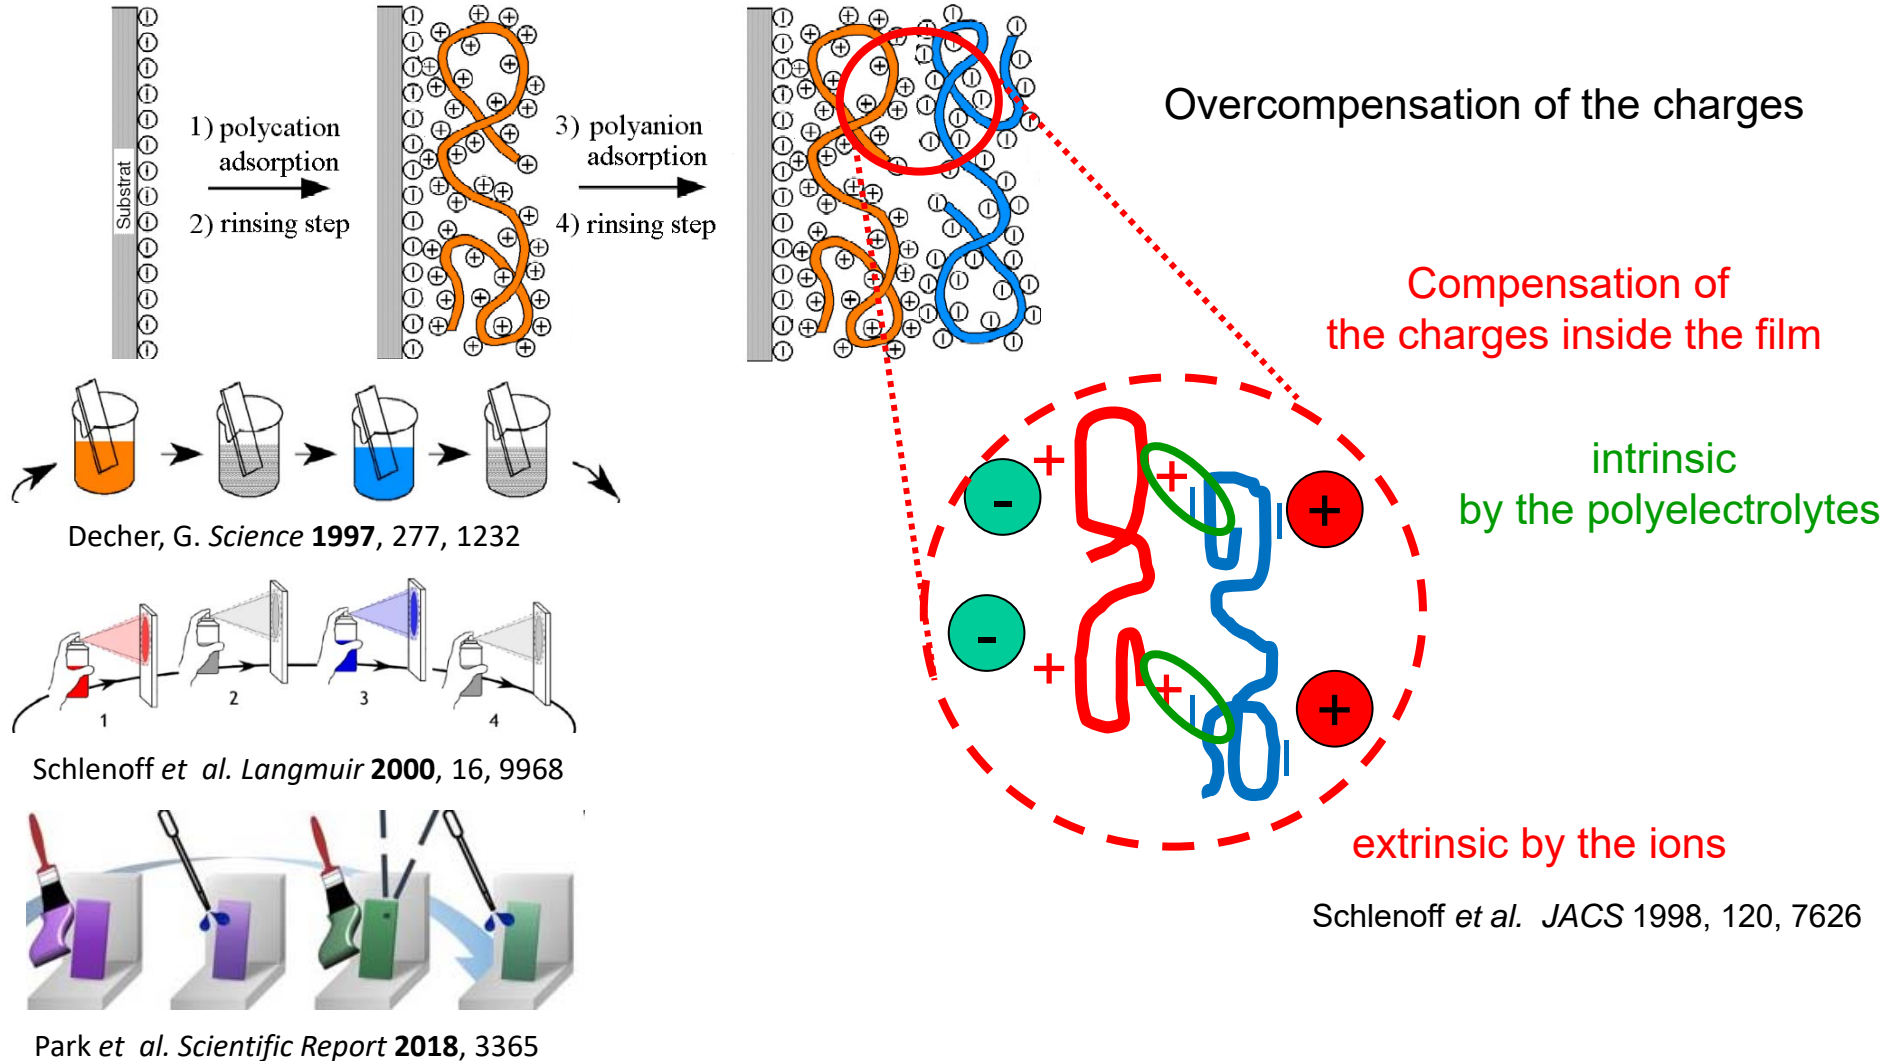 Substrat
1) polycation
adsorption
2) rinsing step
3) polyanion
adsorption
4) rinsing step
Overcompensation of the charges
Compensation of
the charges inside the film
intrinsic
by the polyelectrolytes
+
+
-
-
+
+
+
+
extrinsic by the ions
Schlenoff et al. JACS 1998, 120, 7626
Decher, G. Science 1997, 277, 1232
1
2
3
4
Schlenoff et al. Langmuir 2000, 16, 9968
Park et al. Scientific Report 2018, 3365